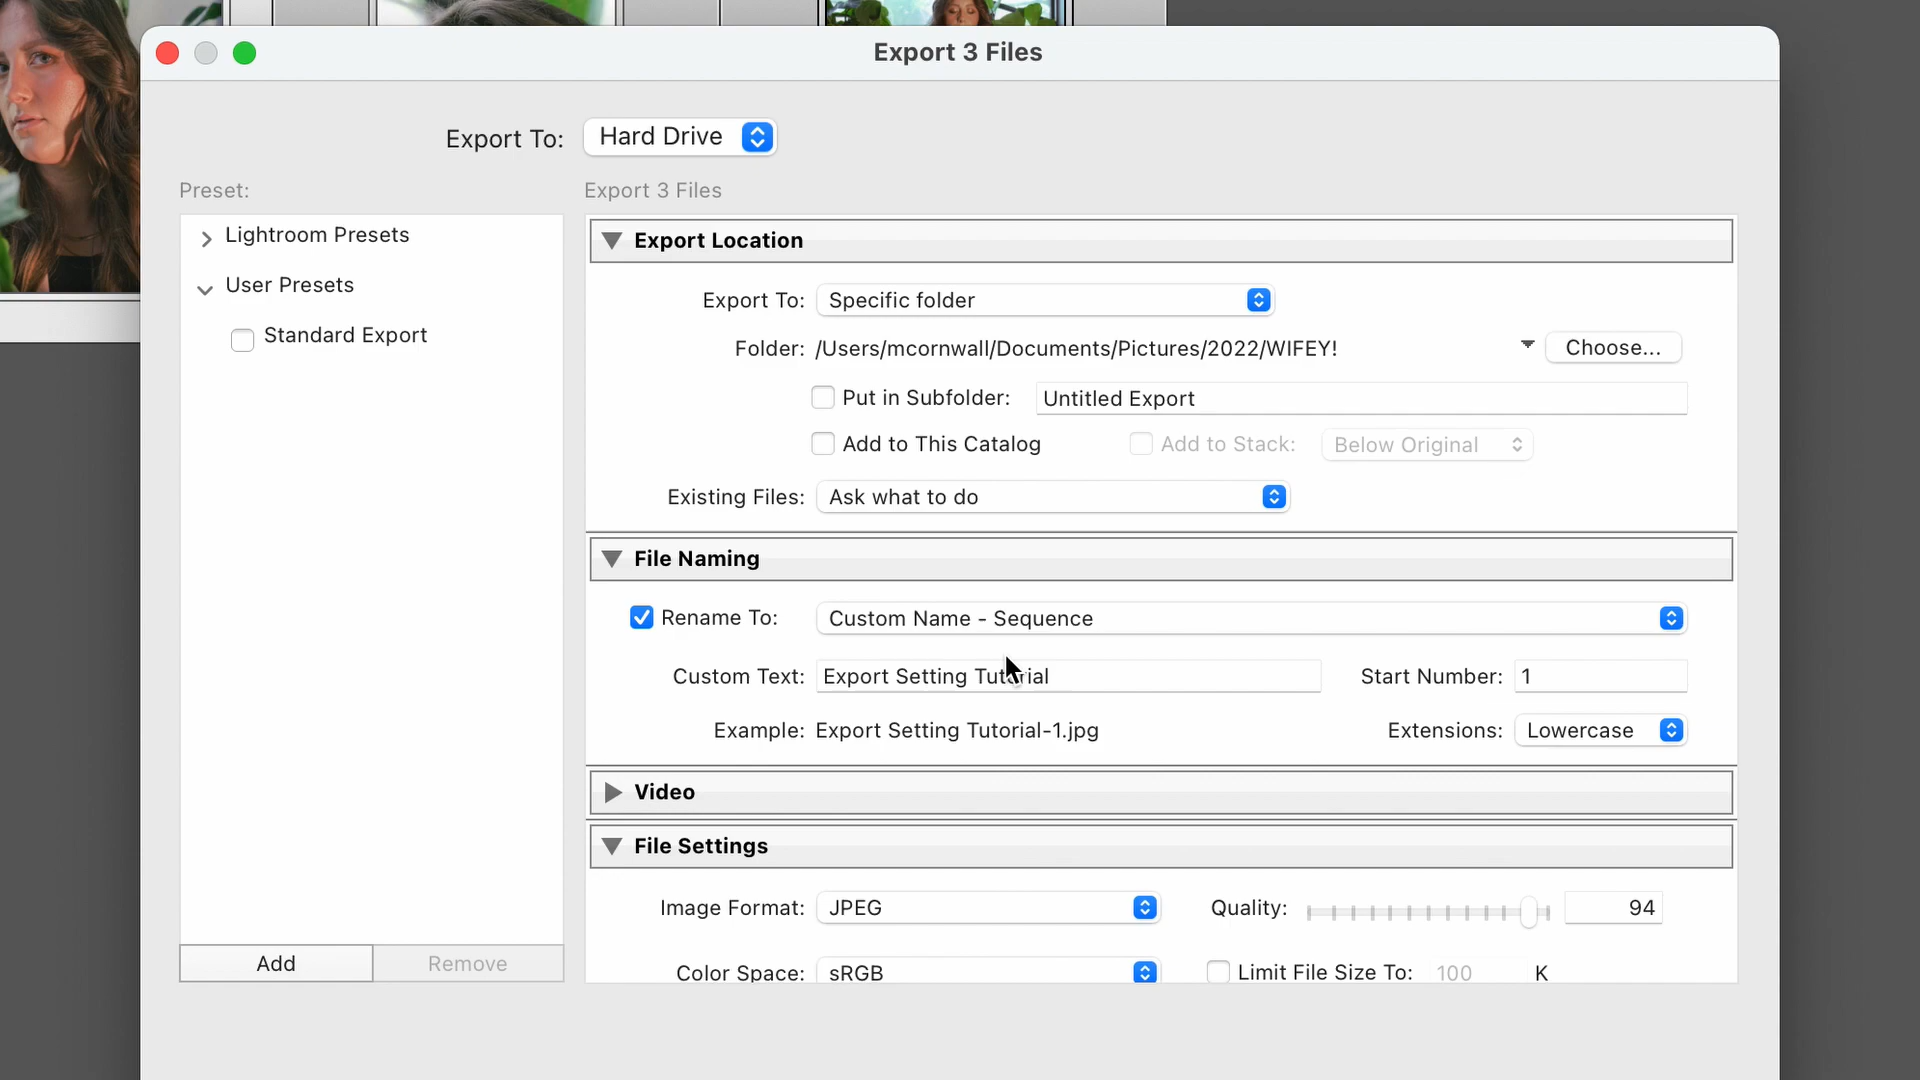 Export 3 Files
Export To: Hard Drive
Preset:
Lightroom Presets
User Presets
Standard Export
Add Remove
Export 3 Files
Export Location
Export To: Specific folder
Folder: /Users/mcornwall/Documents/Pictures/2022/WIFEY! Choose...
Put in Subfolder: Untitled Export
Add to This Catalog Add to Stack: Below Original
Existing Files: Ask what to do
File Naming
Rename To: Custom Name - Sequence
Custom Text: Export Setting Tutorial Start Number: 1
Example: Export Setting Tutorial-1.jpg Extensions: Lowercase
Video
File Settings
Image Format: JPEG Quality: 94
Color Space: sRGB Limit File Size To: 100 K